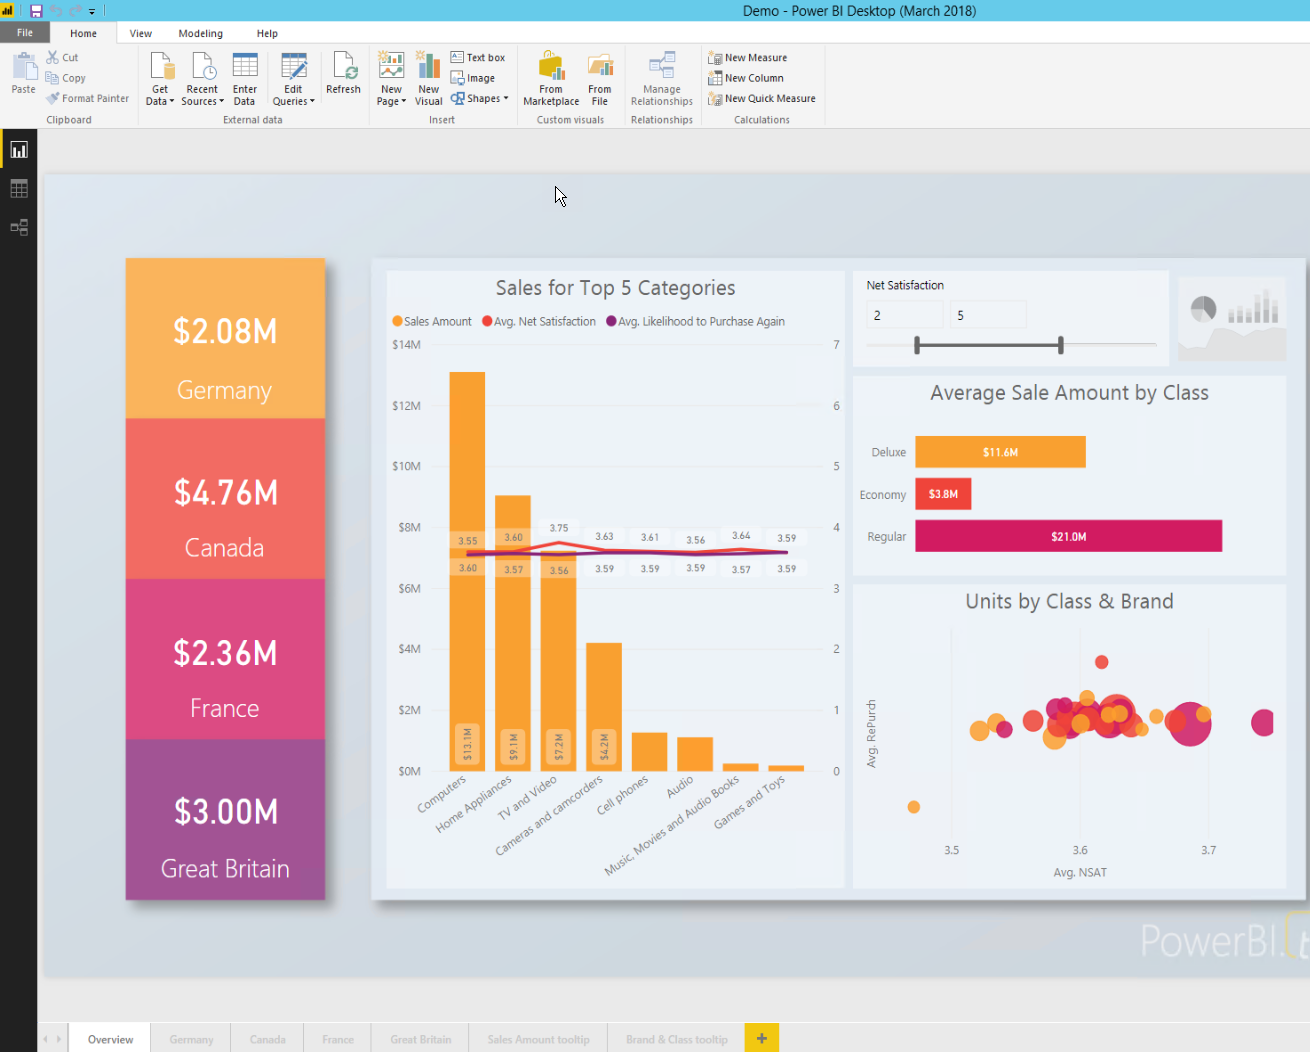 Demo - Power BI Desktop (March 2018)
File Home View Modeling Help
Paste
Cut
Copy
Format Painter
Clipboard
Get Data
Recent Sources
Enter Data
Edit Queries
Refresh
External data
New Page
New Visual
Text box
Image
Shapes
Insert
From Marketplace
From File
Custom visuals
Manage Relationships
Relationships
New Measure
New Column
New Quick Measure
Calculations
$2.08M
Germany
$4.76M
Canada
$2.36M
France
$3.00M
Great Britain
Sales for Top 5 Categories
Sales Amount Avg. Net Satisfaction Avg. Likelihood to Purchase Again
$14M 7
$12M 6
$10M 5
$8M 4
$6M 3
$4M 2
$2M 1
$0M 0
3.55 3.60 3.75 3.63 3.61 3.56 3.64 3.59
3.60 3.57 3.56 3.59 3.59 3.59 3.57 3.59
$13.1M $9.1M $7.2M $4.2M
Computers
Home Appliances
TV and Video
Cameras and camcorders
Cell phones
Audio
Music, Movies and Audio Books
Games and Toys
Net Satisfaction
2 5
Average Sale Amount by Class
Deluxe $11.6M
Economy $3.8M
Regular $21.0M
Units by Class & Brand
Avg. RePurch
3.5 3.6 3.7
Avg. NSAT
PowerBI.
Overview Germany Canada France Great Britain Sales Amount tooltip Brand & Class tooltip +